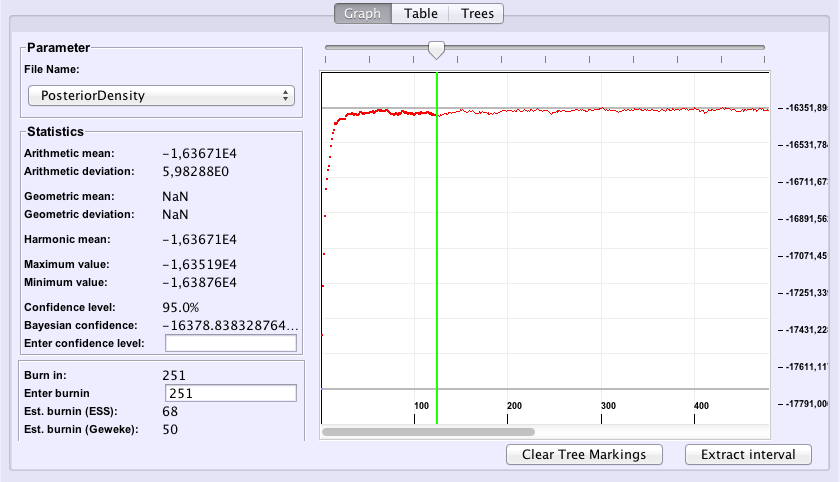 Graph Table Trees
Parameter
File Name:
PosteriorDensity
Statistics
Arithmetic mean: -1,63671E4
Arithmetic deviation: 5,98288E0
Geometric mean: NaN
Geometric deviation: NaN
Harmonic mean: -1,63671E4
Maximum value: -1,63519E4
Minimum value: -1,63876E4
Confidence level: 95.0%
Bayesian confidence: -16378.838328764...
Enter confidence level:
Burn in: 251
Enter burnin 251
Est. burnin (ESS): 68
Est. burnin (Geweke): 50
-16351,89
-16531,78
-16711,67
-16891,56
-17071,45
-17251,33
-17431,22
-17611,11
-17791,00
100 200 300 400
Clear Tree Markings Extract interval